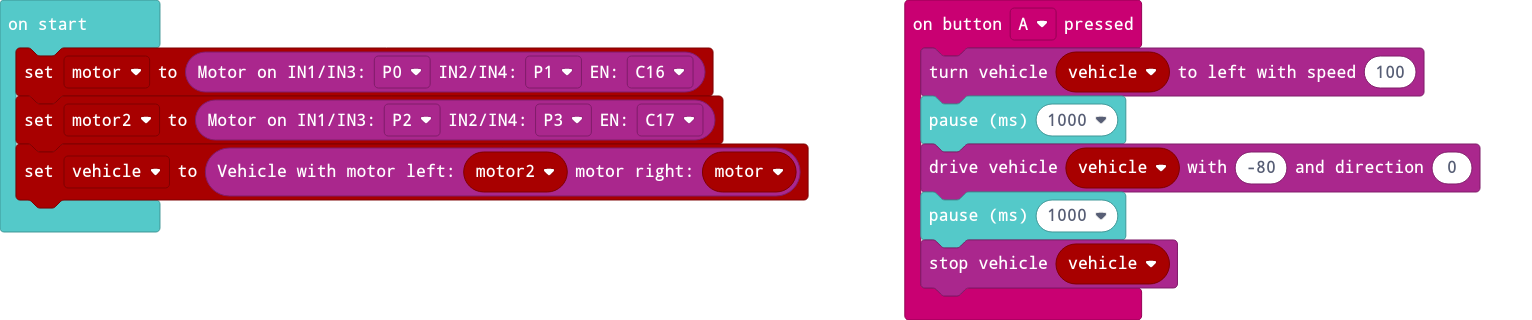 on start
set motor to Motor on IN1/IN3: P0 IN2/IN4: P1 EN: C16
set motor2 to Motor on IN1/IN3: P2 IN2/IN4: P3 EN: C17
set vehicle to Vehicle with motor left: motor2 motor right: motor
on button A pressed
turn vehicle vehicle to left with speed 100
pause (ms) 1000
drive vehicle vehicle with -80 and direction 0
pause (ms) 1000
stop vehicle vehicle